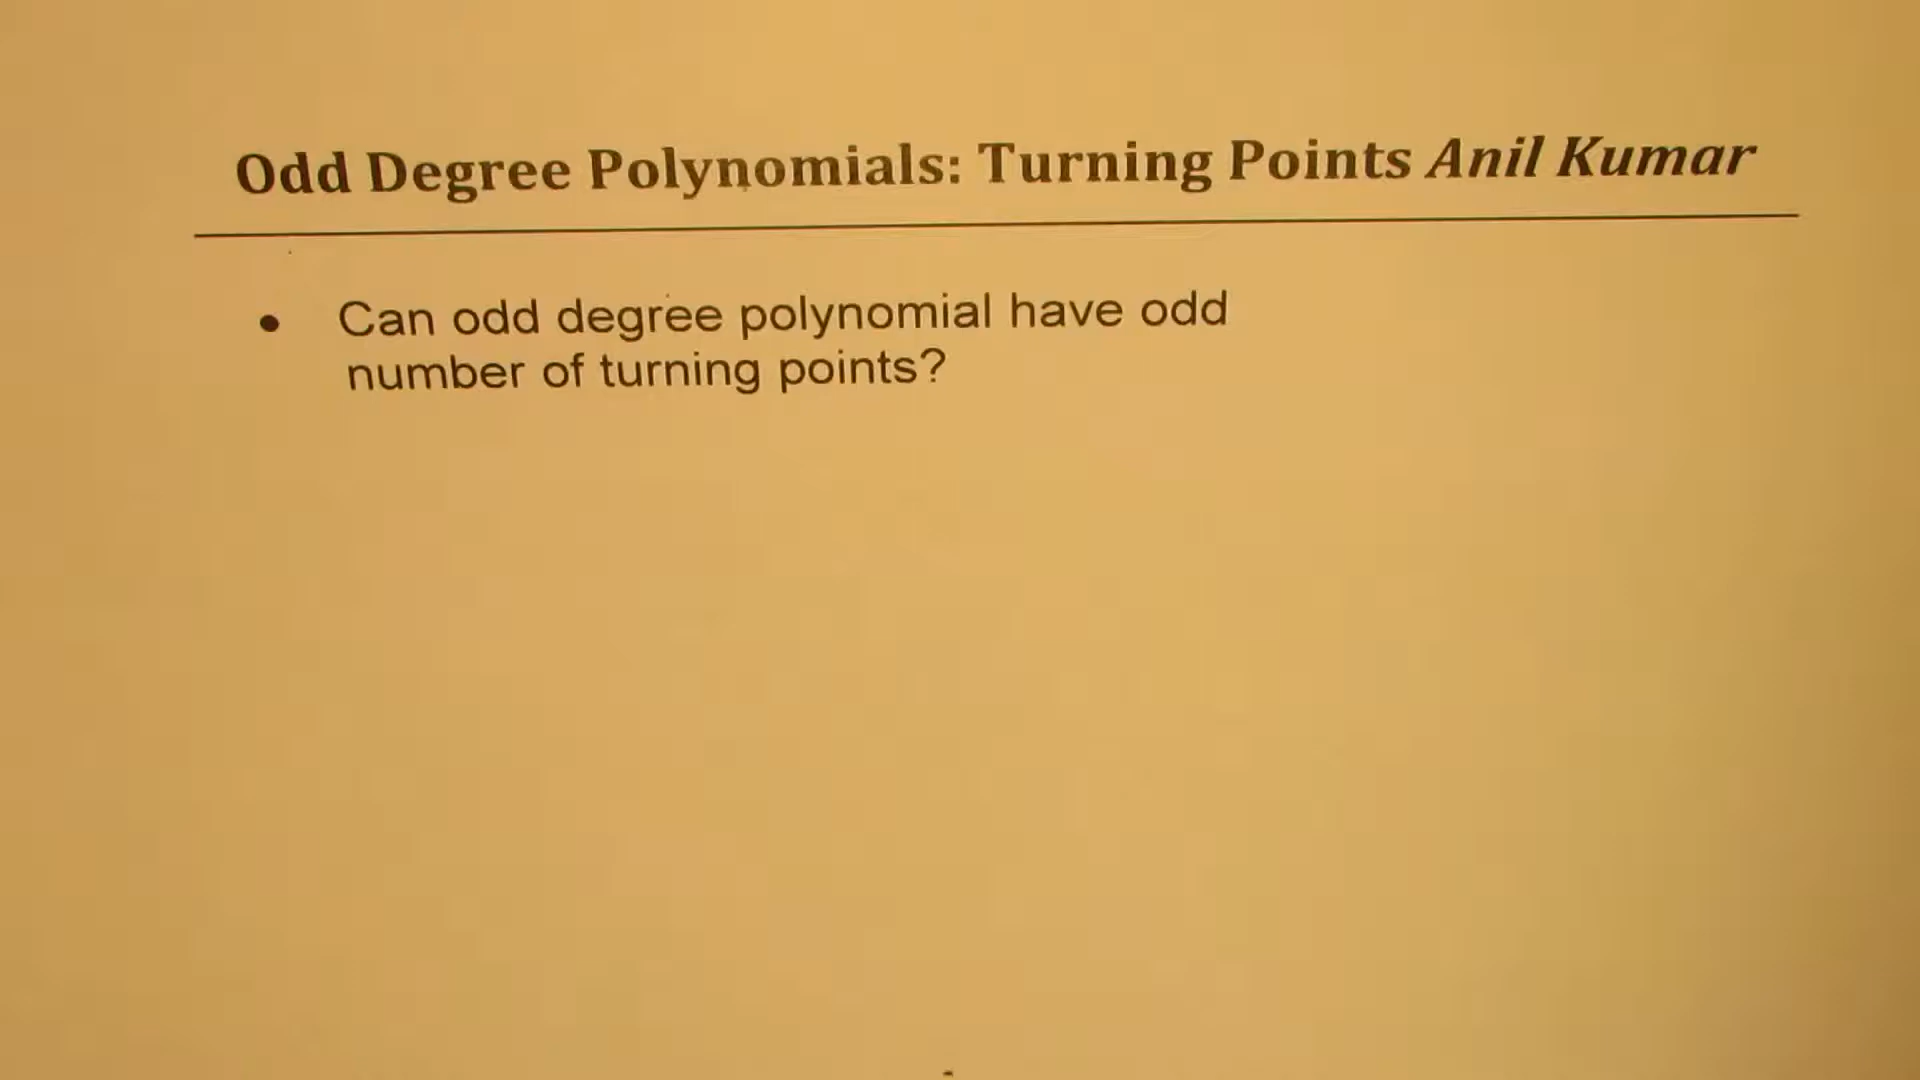 Odd Degree Polynomials: Turning Points Anil Kumar
• Can odd degree polynomial have odd
number of turning points?